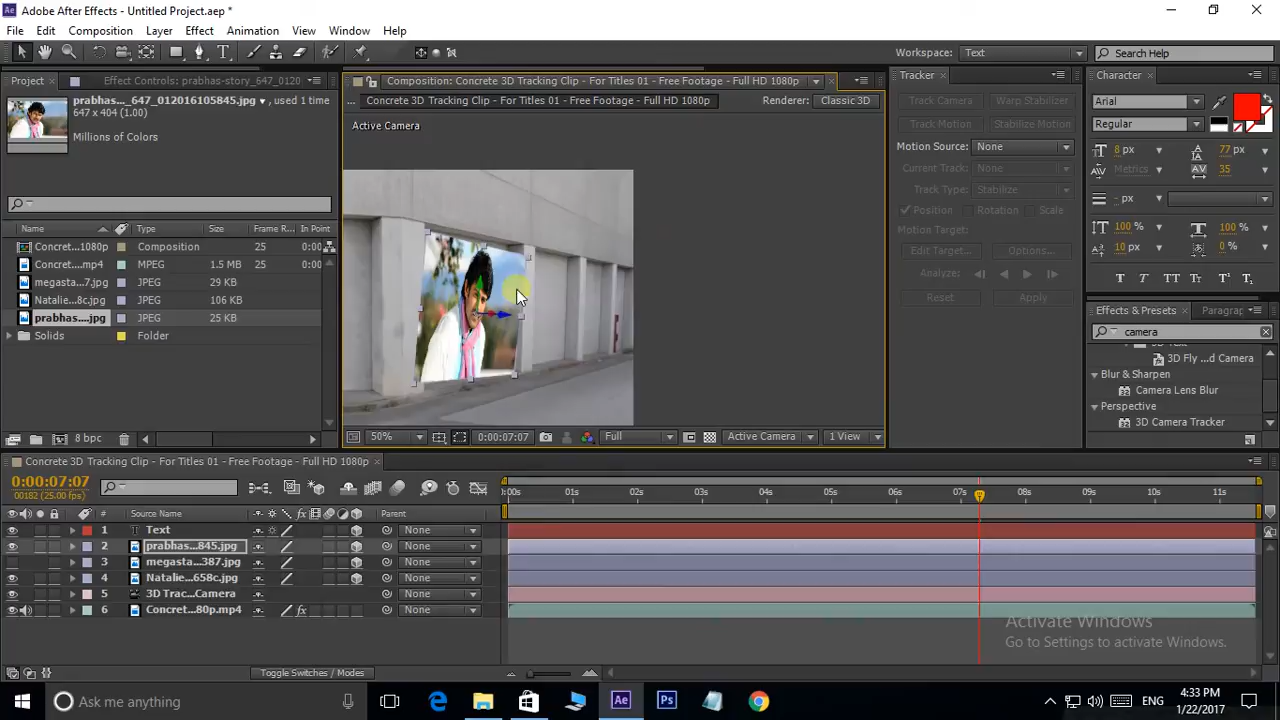 Adobe After Effects - Untitled Project.aep *
File Edit Composition Layer Effect Animation View Window Help
Workspace: Text Search Help
Project Effect Controls: prabhas-story_647_0120
Composition: Concrete 3D Tracking Clip - For Titles 01 - Free Footage - Full HD 1080p
Tracker
Character
prabhas..._647_012016105845.jpg, used 1 time
647 x 404 (1.00)
Millions of Colors
... Concrete 3D Tracking Clip - For Titles 01 - Free Footage - Full HD 1080p
Renderer: Classic 3D
Active Camera
Track Camera Warp Stabilizer
Track Motion Stabilize Motion
Motion Source: None
Current Track: None
Track Type: Stabilize
Position Rotation Scale
Motion Target:
Edit Target... Options...
Analyze:
Reset Apply
Arial
Regular
8 px 77 px
Metrics 35
- px
100 % 100 %
10 px 0 %
T T TT Tt T¹ T₁
Effects & Presets Paragraph
camera
3D Text
3D Fly ...d Camera
Blur & Sharpen
Camera Lens Blur
Perspective
3D Camera Tracker
Name Type Size Frame R... In Point
Concret...1080p Composition 25 0:00
Concret....mp4 MPEG 1.5 MB 25 0:00
megasta...7.jpg JPEG 29 KB
Natalie...8c.jpg JPEG 106 KB
prabhas....jpg JPEG 25 KB
Solids Folder
8 bpc
50% 0:00:07:07 Full Active Camera 1 View
Concrete 3D Tracking Clip - For Titles 01 - Free Footage - Full HD 1080p
0:00:07:07
00182 (25.00 fps)
:00s 01s 02s 03s 04s 05s 06s 07s 08s 09s 10s 11s
# Source Name Parent
1 T Text None
2 prabhas...845.jpg None
3 megasta...387.jpg None
4 Natalie...658c.jpg None
5 3D Trac...Camera None
6 Concret...80p.mp4 fx None
Toggle Switches / Modes
Activate Windows
Go to Settings to activate Windows.
Ask me anything
Ae Ps
ENG
4:33 PM
1/22/2017